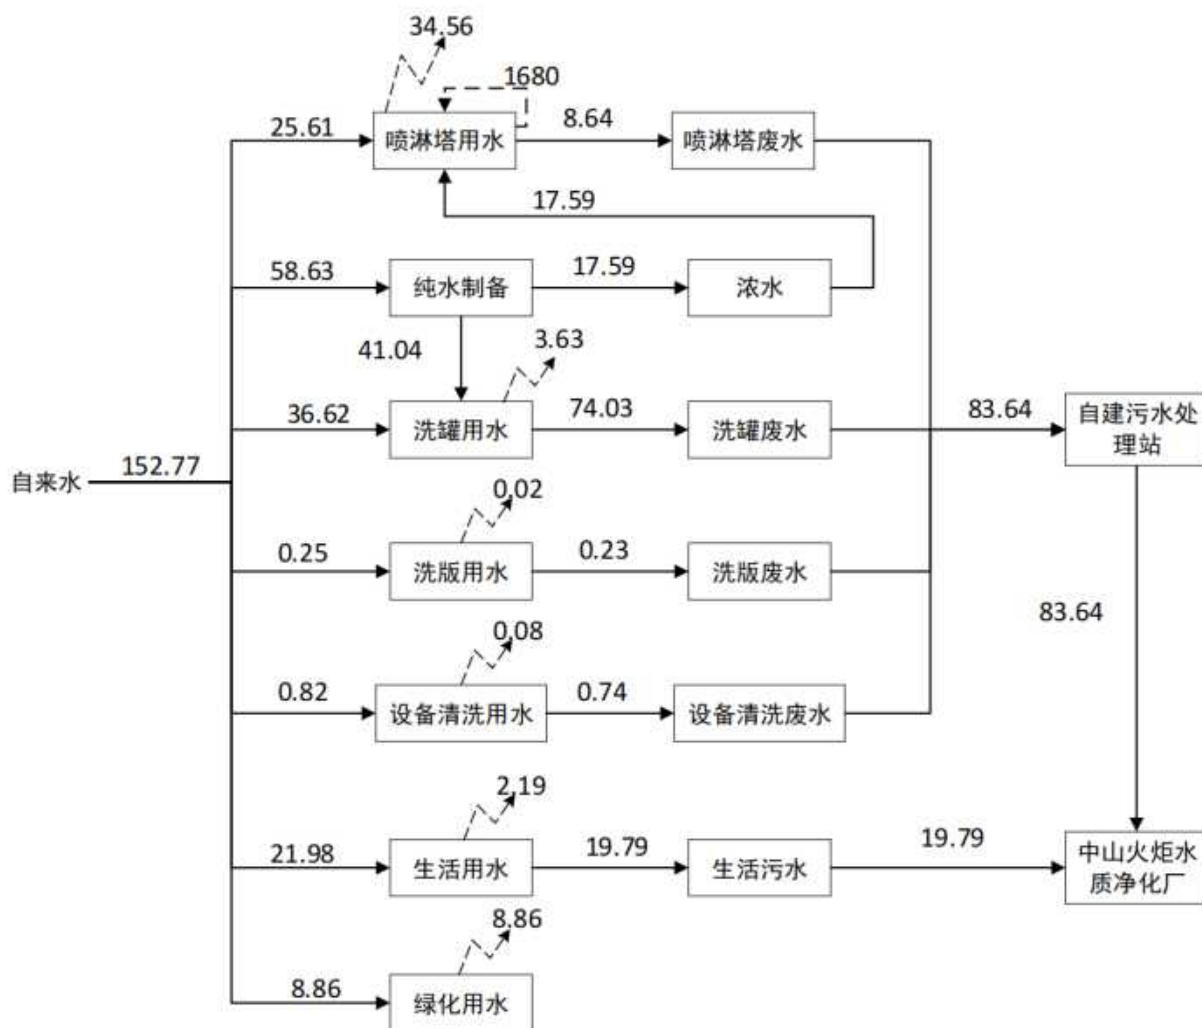 34.56
1680
25.61
喷淋塔用水
8.64
喷淋塔废水
17.59
58.63
纯水制备
17.59
浓水
41.04
3.63
36.62
洗罐用水
74.03
洗罐废水
83.64
自建污水处
理站
自来水
152.77
0.02
0.25
洗版用水
0.23
洗版废水
83.64
0.08
0.82
设备清洗用水
0.74
设备清洗废水
2.19
21.98
生活用水
19.79
生活污水
19.79
中山火炬水
质净化厂
8.86
8.86
绿化用水